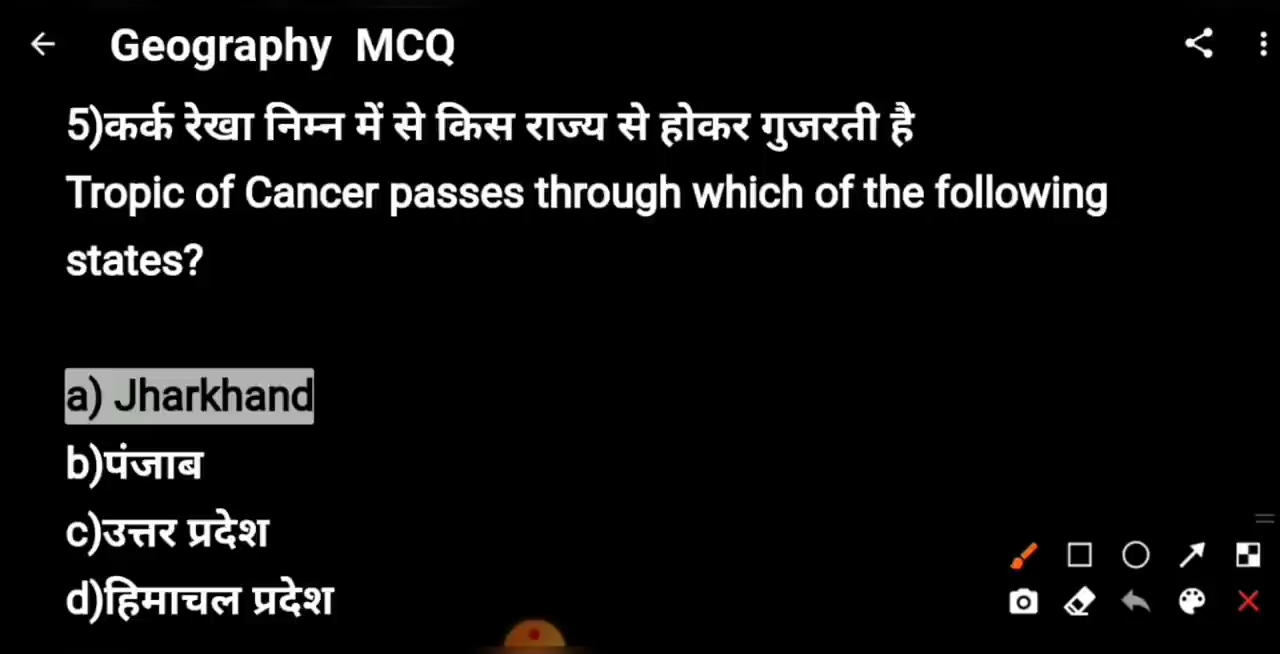 Geography MCQ
5)कर्क रेखा निम्न में से किस राज्य से होकर गुजरती है
Tropic of Cancer passes through which of the following
states?
a) Jharkhand
b)पंजाब
c)उत्तर प्रदेश
d)हिमाचल प्रदेश